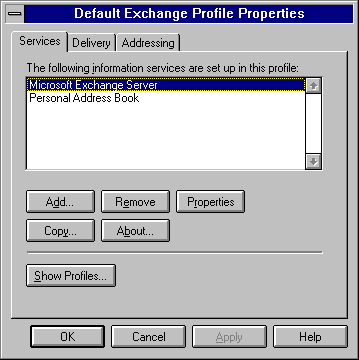 Default Exchange Profile Properties
Services Delivery Addressing
The following information services are set up in this profile:
Microsoft Exchange Server
Personal Address Book
Add... Remove Properties
Copy... About...
Show Profiles...
OK Cancel Apply Help